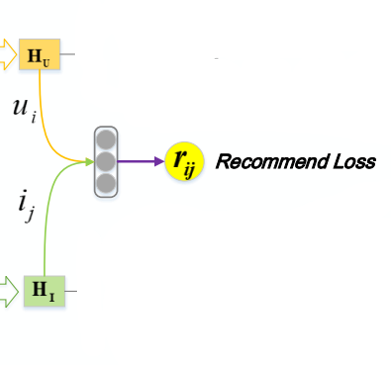 H_U
u_i
r_ij Recommend Loss
i_j
H_I